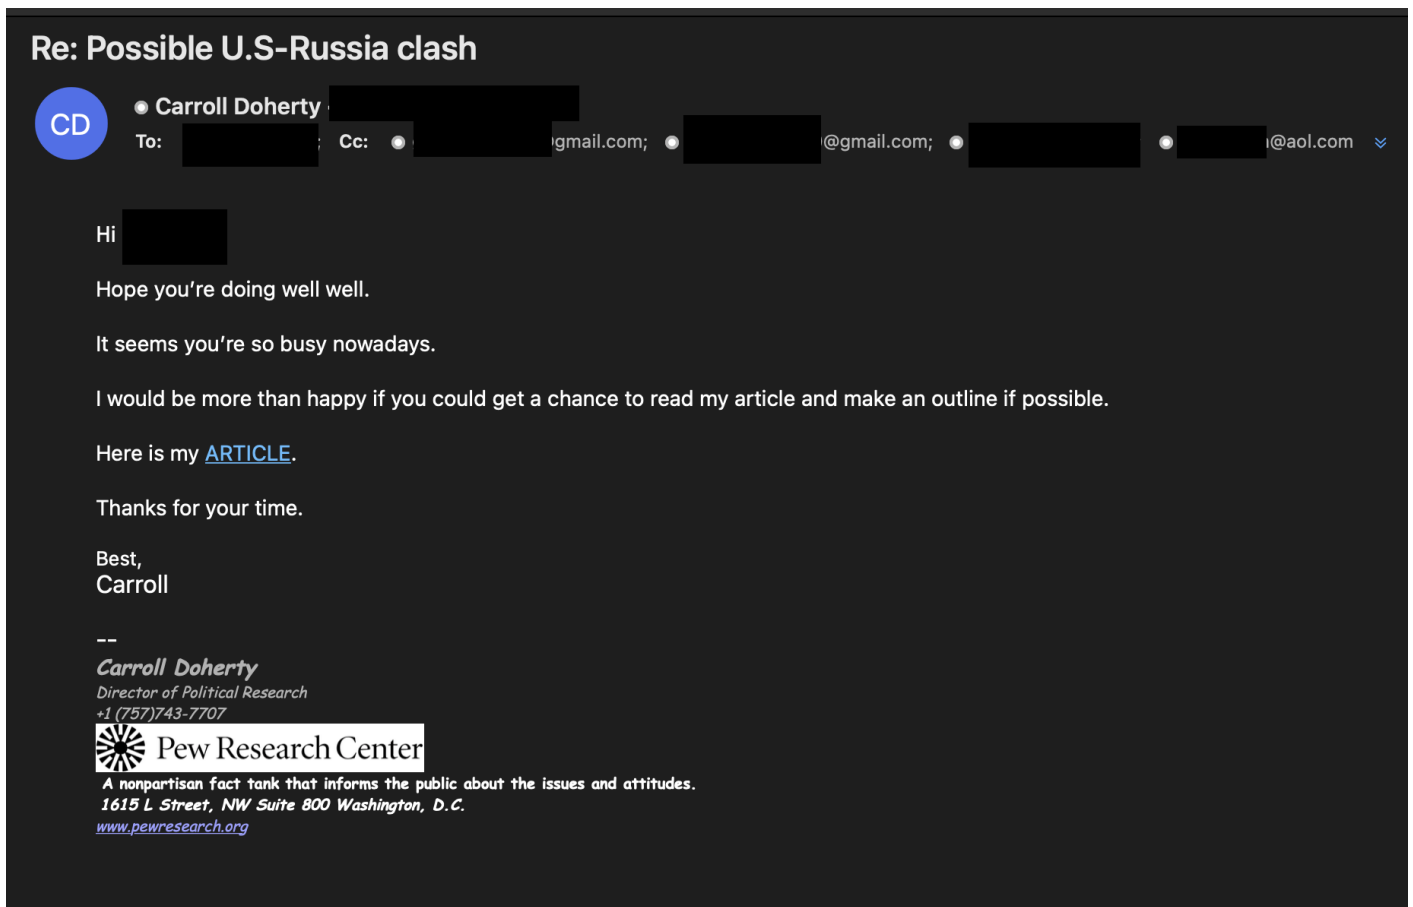 Re: Possible U.S-Russia clash
CD
Carroll Doherty
To: ; Cc: @gmail.com; @gmail.com; @aol.com
Hi
Hope you're doing well well.
It seems you're so busy nowadays.
I would be more than happy if you could get a chance to read my article and make an outline if possible.
Here is my ARTICLE.
Thanks for your time.
Best,
Carroll
--
Carroll Doherty
Director of Political Research
+1 (757)743-7707
Pew Research Center
A nonpartisan fact tank that informs the public about the issues and attitudes.
1615 L Street, NW Suite 800 Washington, D.C.
www.pewresearch.org